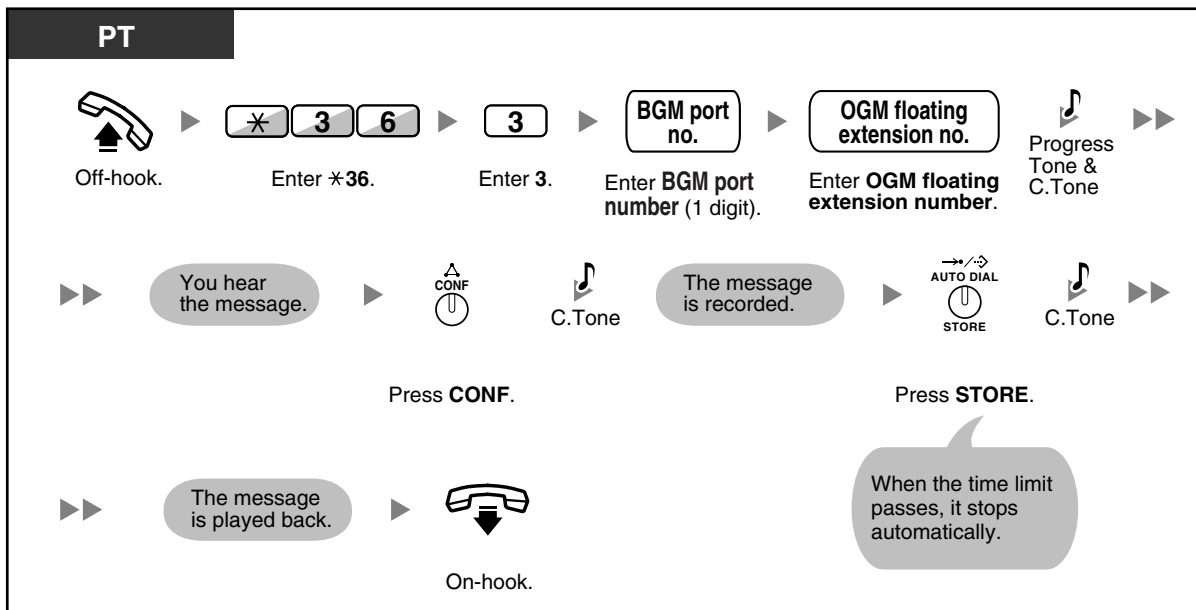 PT
✳ 3 6
3
BGM port
no.
OGM floating
extension no.
Off-hook.
Enter ✳36.
Enter 3.
Enter BGM port
number (1 digit).
Enter OGM floating
extension number.
Progress
Tone &
C.Tone
You hear
the message.
CONF
C.Tone
The message
is recorded.
AUTO DIAL
STORE
C.Tone
Press CONF.
Press STORE.
When the time limit
passes, it stops
automatically.
The message
is played back.
On-hook.